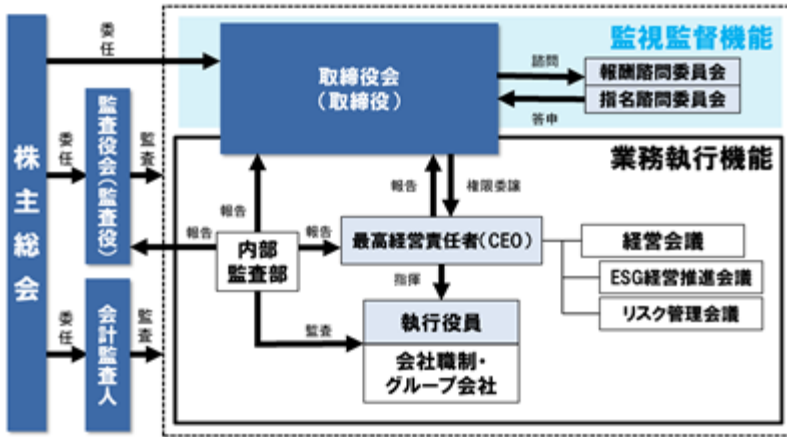 委任
監視監督機能
取締役会
（取締役）
諮問
答申
報酬諮問委員会
指名諮問委員会
株主総会
委任
監査役会（監査役）
監査
業務執行機能
報告
権限委譲
報告
報告
報告
内部
監査部
最高経営責任者（CEO）
経営会議
ESG経営推進会議
リスク管理会議
指揮
委任
会計監査人
監査
監査
執行役員
会社職制・
グループ会社